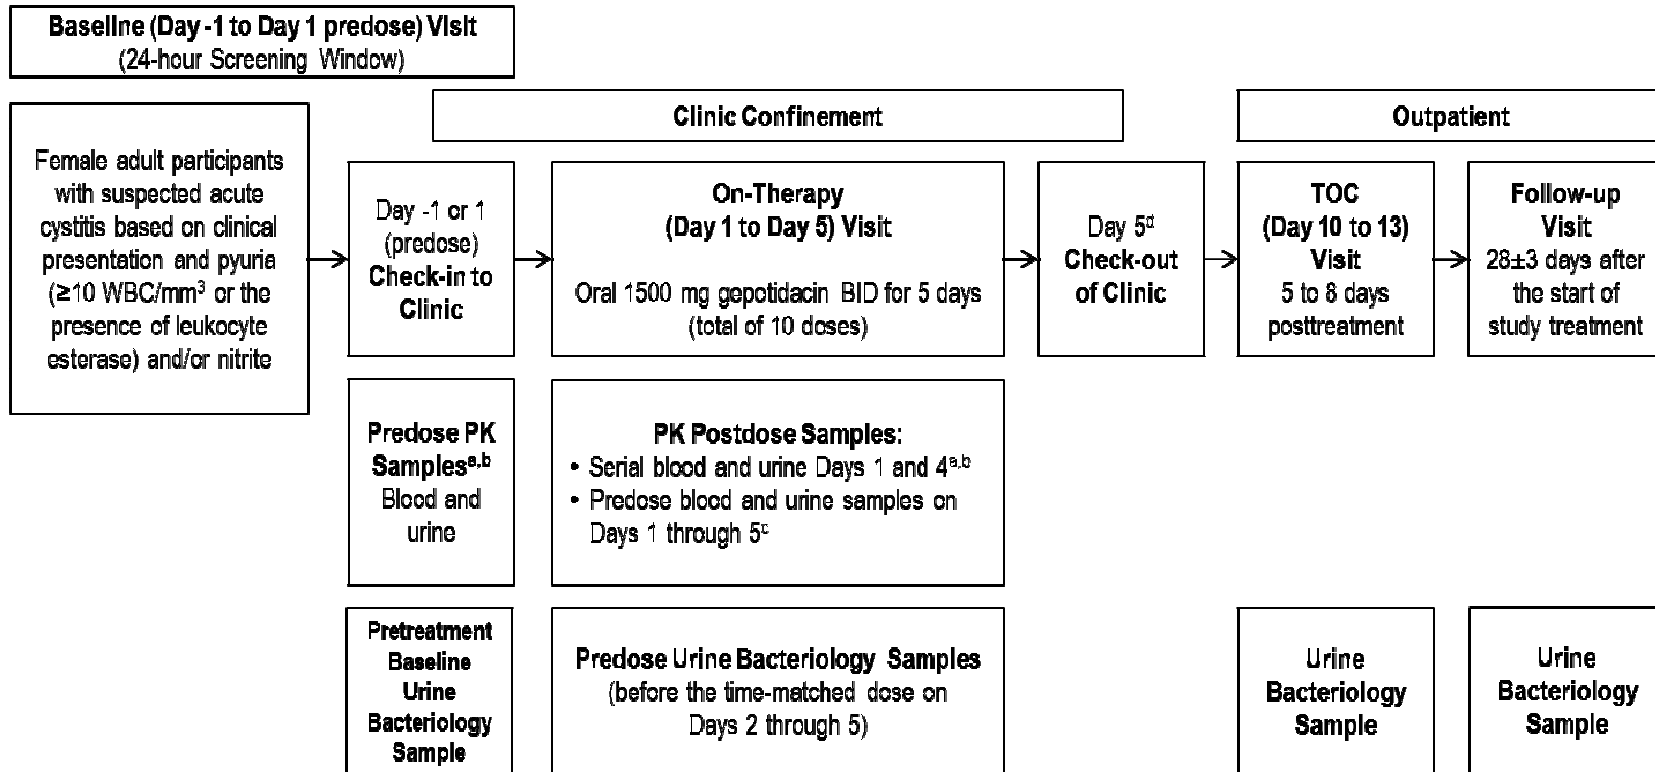 Baseline (Day -1 to Day 1 predose) Visit
(24-hour Screening Window)
Clinic Confinement
Outpatient
Female adult participants
with suspected acute
cystitis based on clinical
presentation and pyuria
(≥10 WBC/mm³ or the
presence of leukocyte
esterase) and/or nitrite
Day -1 or 1
(predose)
Check-in to
Clinic
On-Therapy
(Day 1 to Day 5) Visit
Oral 1500 mg gepotidacin BID for 5 days
(total of 10 doses)
Day 5ᵈ
Check-out
of Clinic
TOC
(Day 10 to 13)
Visit
5 to 8 days
posttreatment
Follow-up
Visit
28±3 days after
the start of
study treatment
Predose PK
Samplesᵃ,ᵇ
Blood and
urine
PK Postdose Samples:
• Serial blood and urine Days 1 and 4ᵃ,ᵇ
• Predose blood and urine samples on
Days 1 through 5ᶜ
Pretreatment
Baseline
Urine
Bacteriology
Sample
Predose Urine Bacteriology Samples
(before the time-matched dose on
Days 2 through 5)
Urine
Bacteriology
Sample
Urine
Bacteriology
Sample